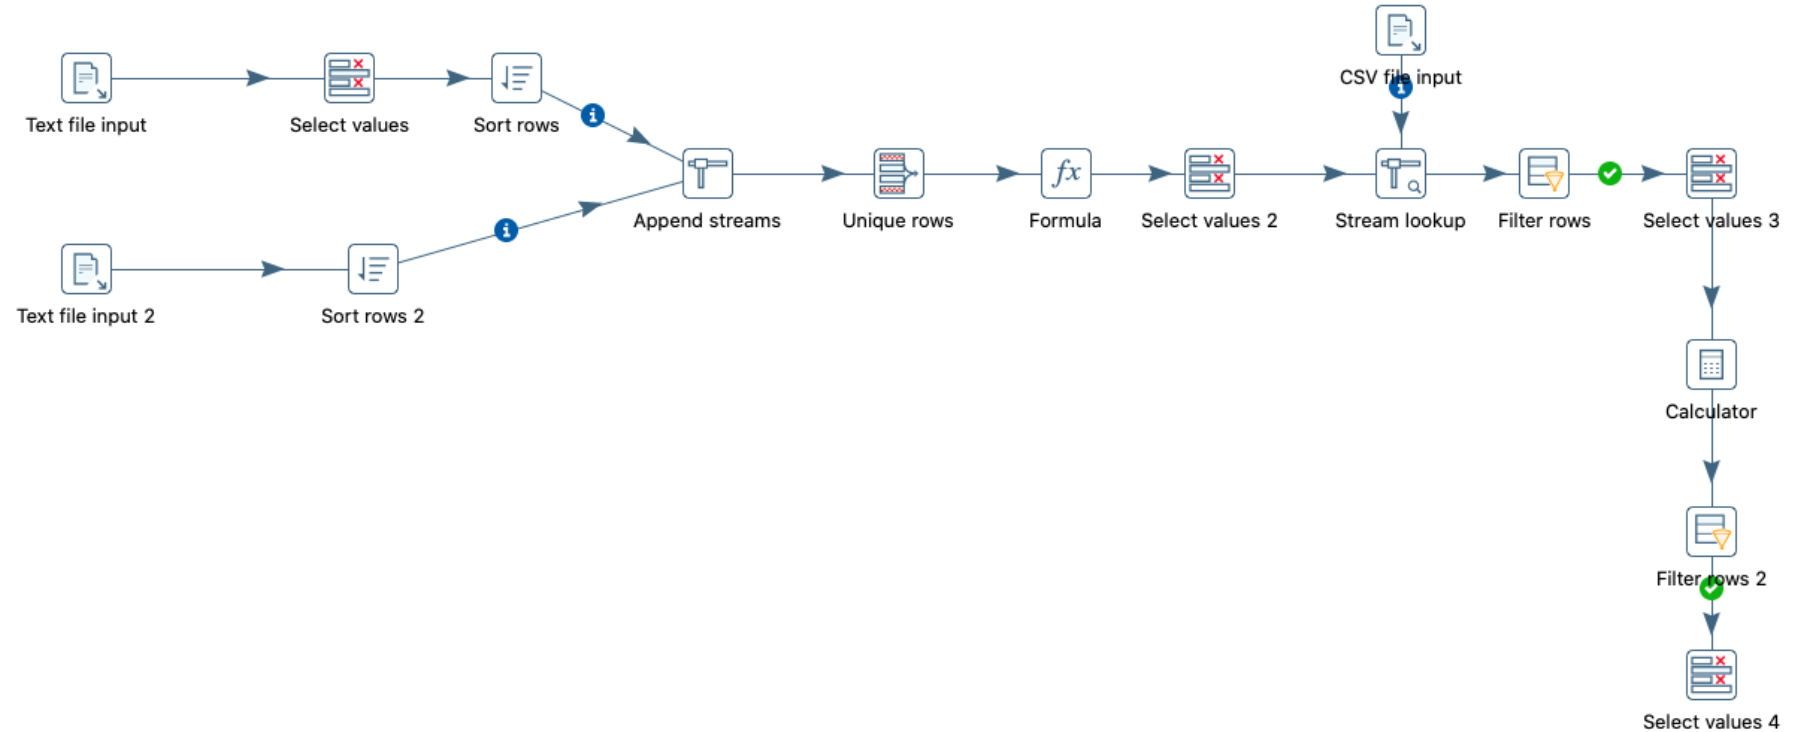 CSV file input
Text file input
Select values
Sort rows
Append streams
Unique rows
fx
Formula
Select values 2
Stream lookup
Filter rows
Select values 3
Text file input 2
Sort rows 2
Calculator
Filter rows 2
Select values 4